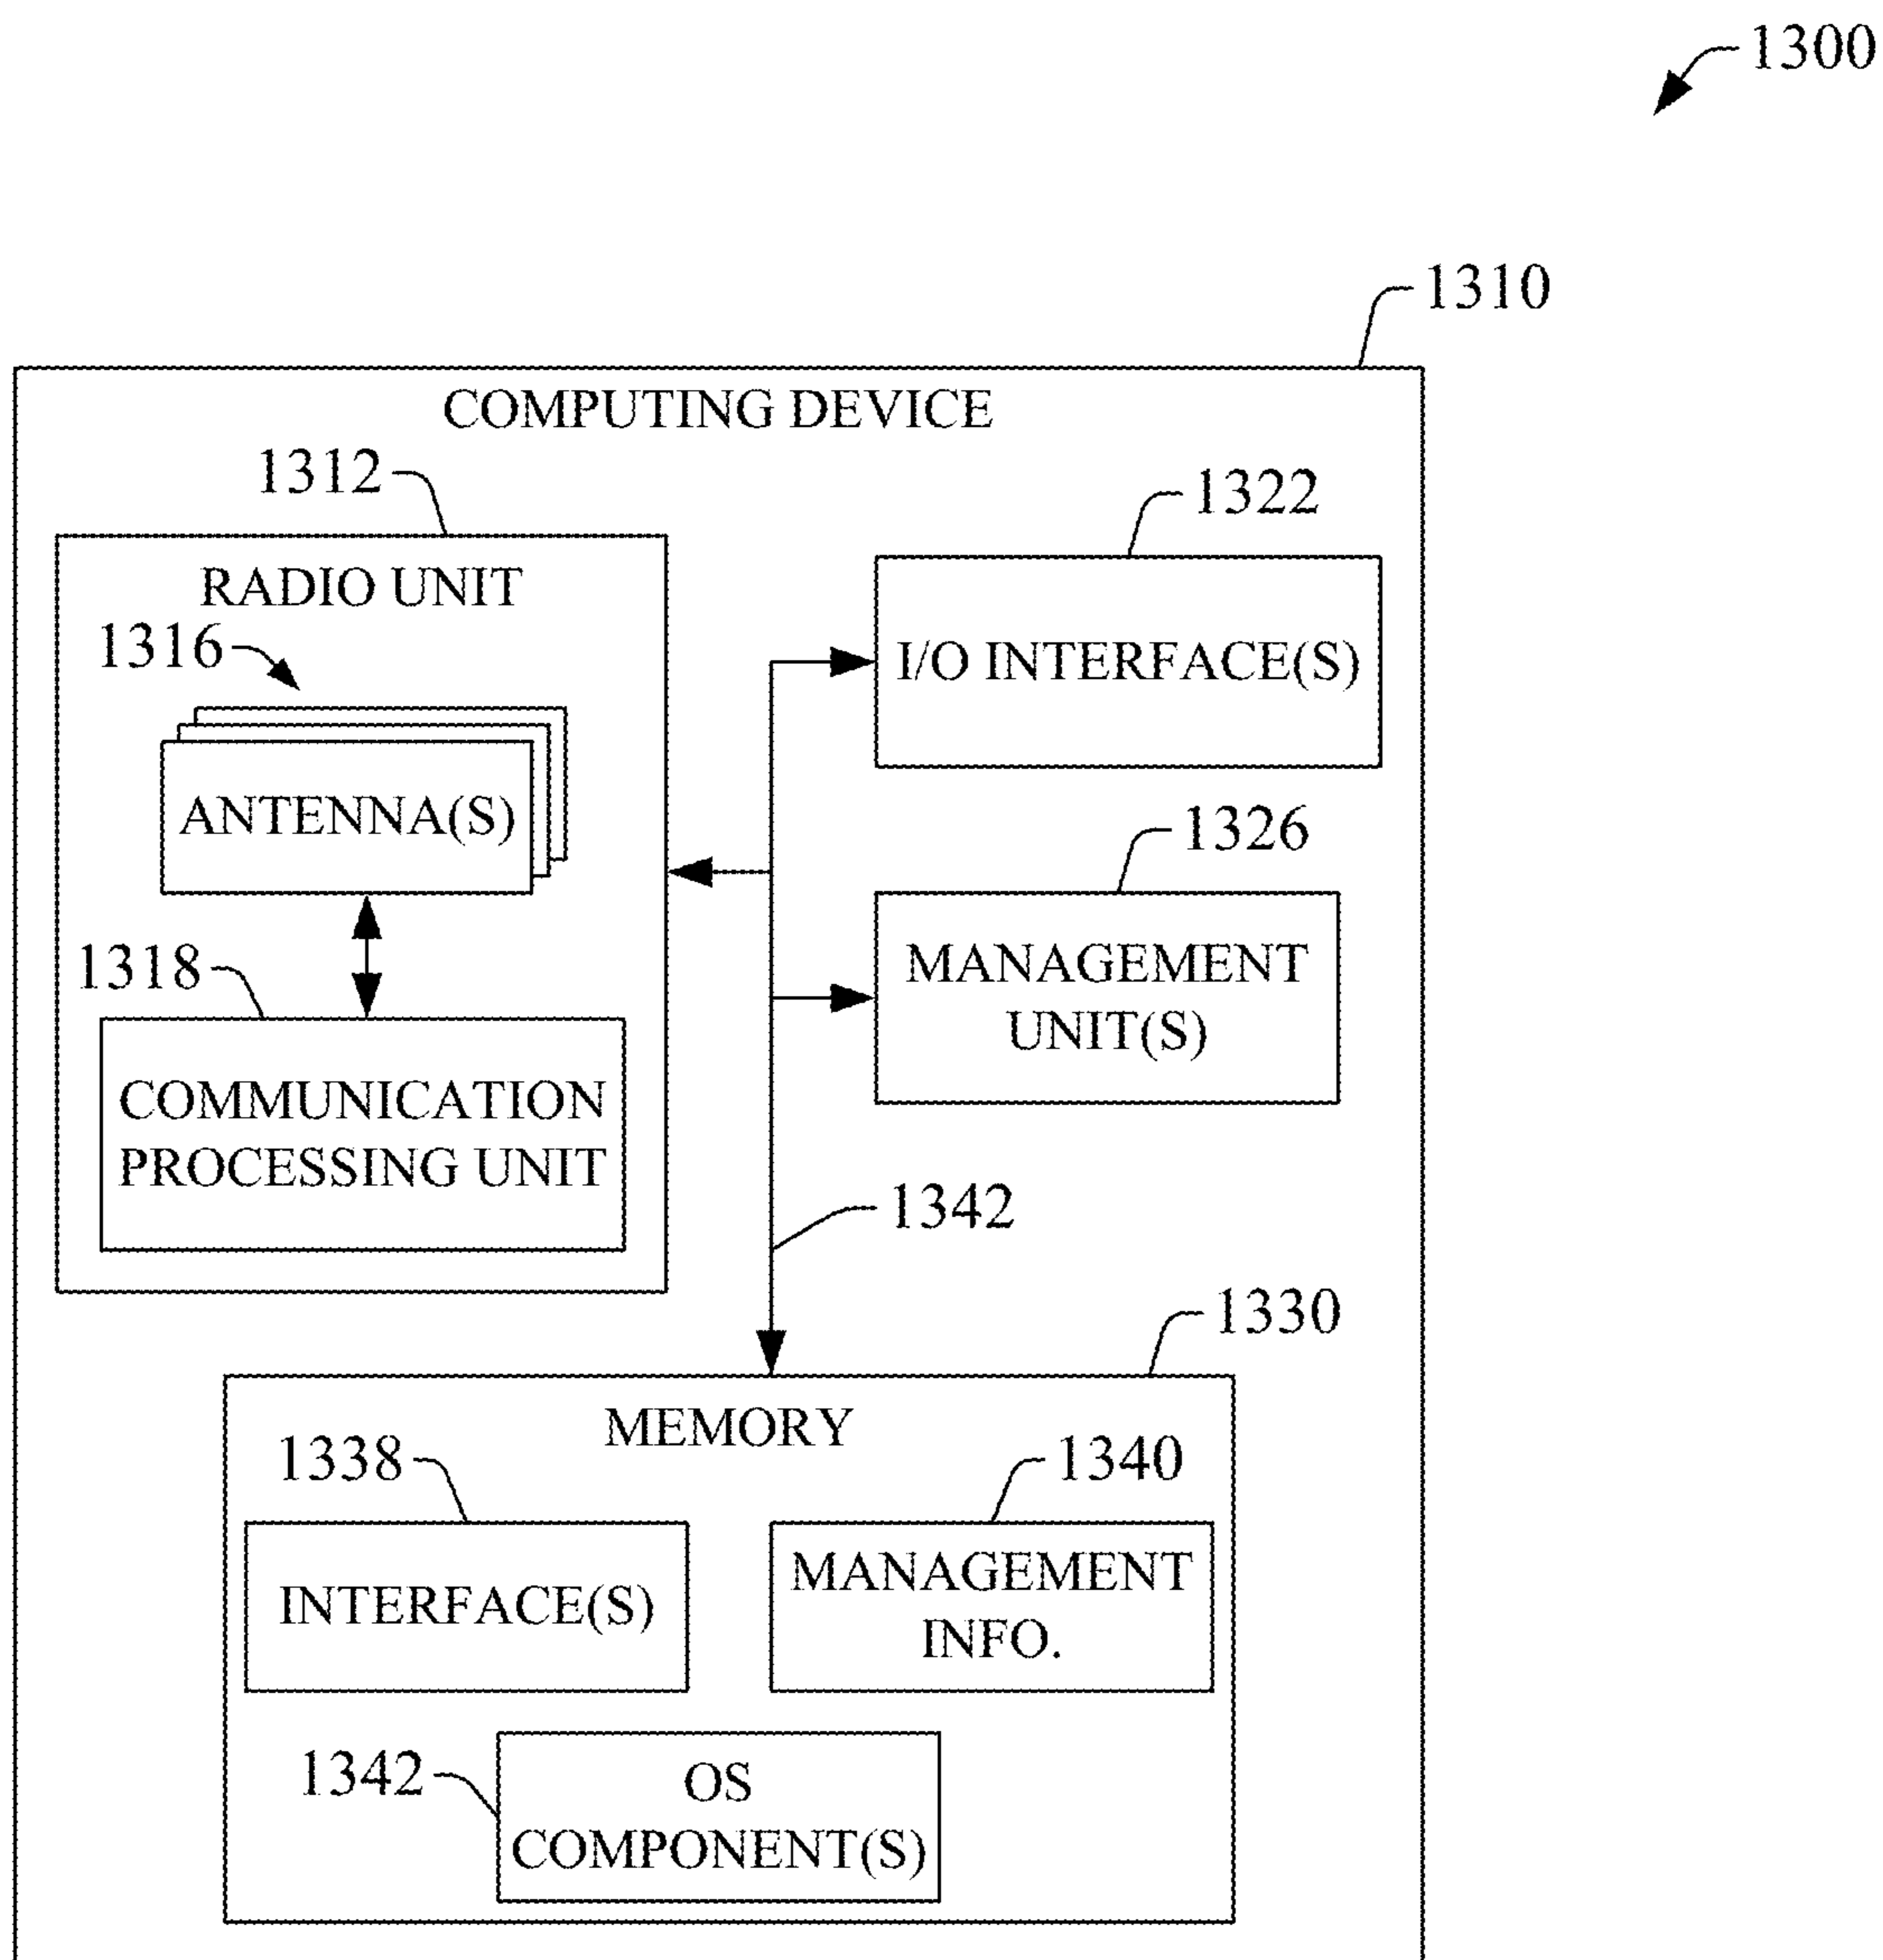 1300
1310
COMPUTING DEVICE
1312
1322
RADIO UNIT
1316
I/O INTERFACE(S)
ANTENNA(S)
1326
1318
MANAGEMENT
UNIT(S)
COMMUNICATION
PROCESSING UNIT
1342
1330
MEMORY
1338
1340
INTERFACE(S)
MANAGEMENT
INFO.
1342
OS
COMPONENT(S)